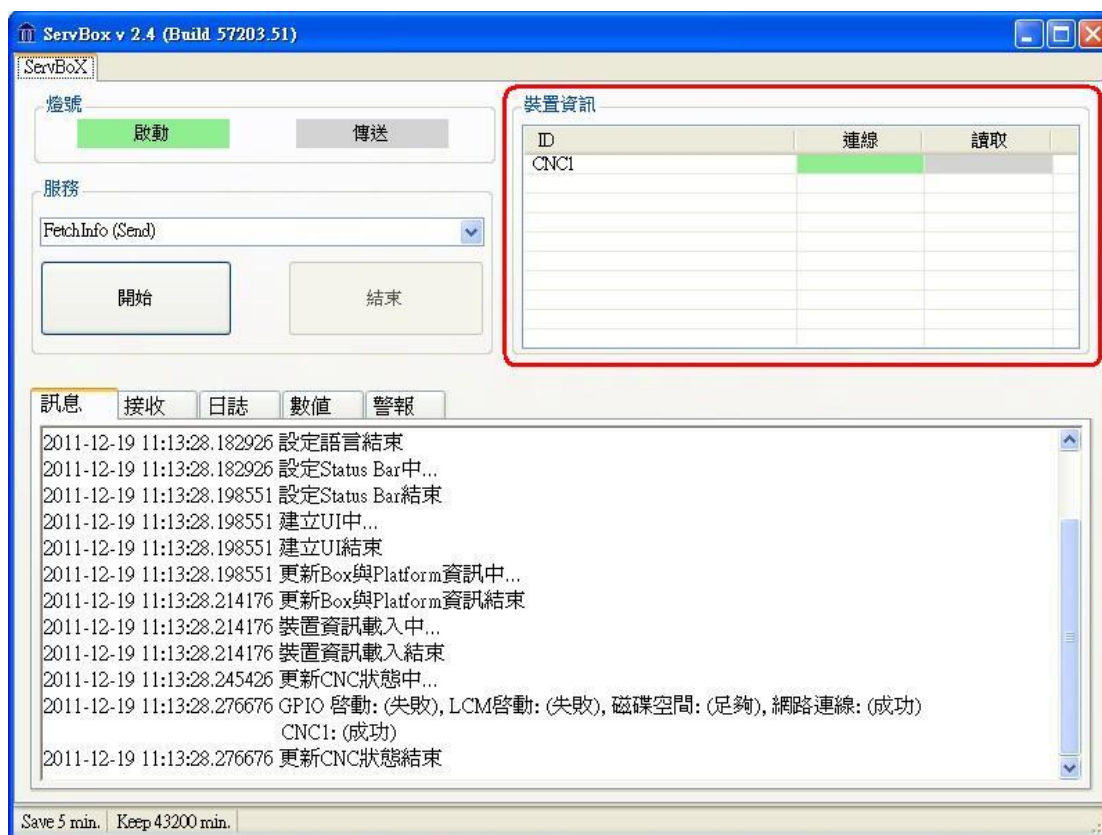 ServBox v 2.4 (Build 57203.51)
ServBoX
燈號
啟動 傳送
服務
FetchInfo (Send)
開始 結束
裝置資訊
ID 連線 讀取
CNC1
訊息 接收 日誌 數值 警報
2011-12-19 11:13:28.182926 設定語言結束
2011-12-19 11:13:28.182926 設定Status Bar中...
2011-12-19 11:13:28.198551 設定Status Bar結束
2011-12-19 11:13:28.198551 建立UI中...
2011-12-19 11:13:28.198551 建立UI結束
2011-12-19 11:13:28.198551 更新Box與Platform資訊中...
2011-12-19 11:13:28.214176 更新Box與Platform資訊結束
2011-12-19 11:13:28.214176 裝置資訊載入中...
2011-12-19 11:13:28.214176 裝置資訊載入結束
2011-12-19 11:13:28.245426 更新CNC狀態中...
2011-12-19 11:13:28.276676 GPIO 啓動: (失敗), LCM啓動: (失敗), 磁碟空間: (足夠), 網路連線: (成功)
CNC1: (成功)
2011-12-19 11:13:28.276676 更新CNC狀態結束
Save 5 min. Keep 43200 min.